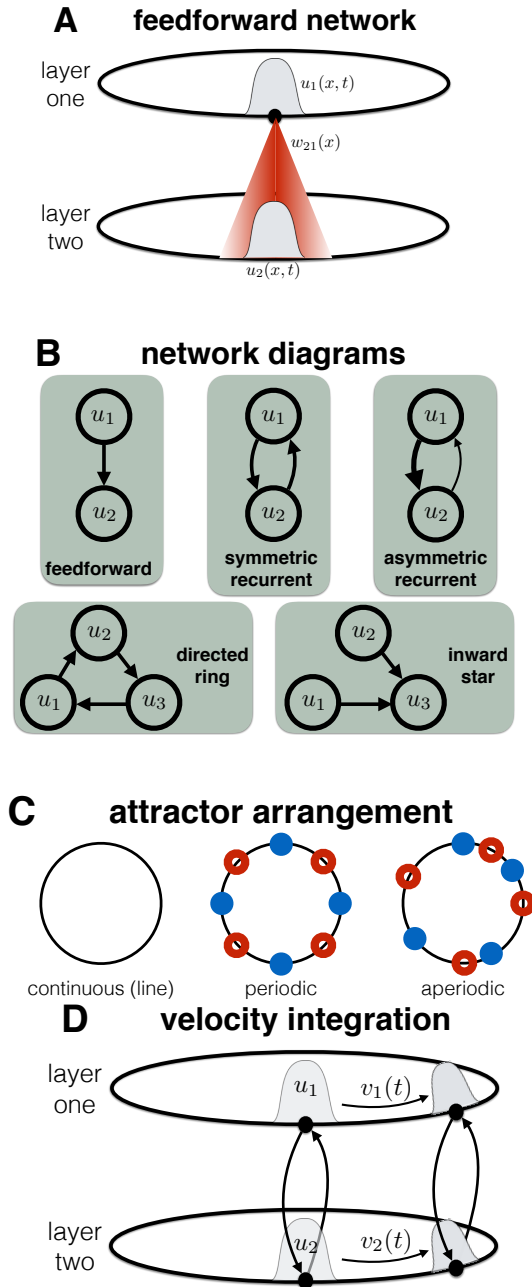 A feedforward network
layer
one
u₁(x, t)
w₂₁(x)
layer
two
u₂(x, t)
B network diagrams
u₁
u₂
feedforward
u₁
u₂
symmetric
recurrent
u₁
u₂
asymmetric
recurrent
u₂
u₁
u₃
directed
ring
u₂
u₁
u₃
inward
star
C attractor arrangement
continuous (line)
periodic
aperiodic
D velocity integration
layer
one
u₁
v₁(t)
layer
two
u₂
v₂(t)